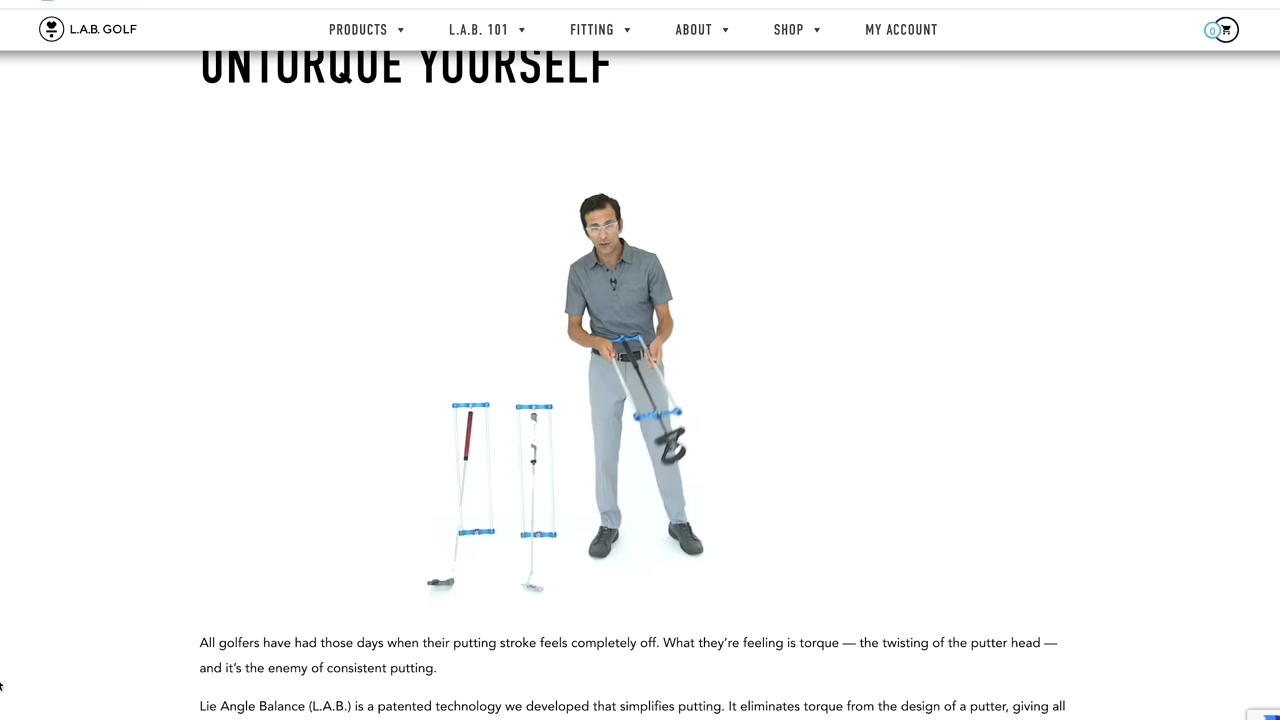 L.A.B. GOLF
PRODUCTS L.A.B. 101 FITTING ABOUT SHOP MY ACCOUNT
0
UNTORQUE YOURSELF
All golfers have had those days when their putting stroke feels completely off. What they’re feeling is torque — the twisting of the putter head —
and it’s the enemy of consistent putting.
Lie Angle Balance (L.A.B.) is a patented technology we developed that simplifies putting. It eliminates torque from the design of a putter, giving all